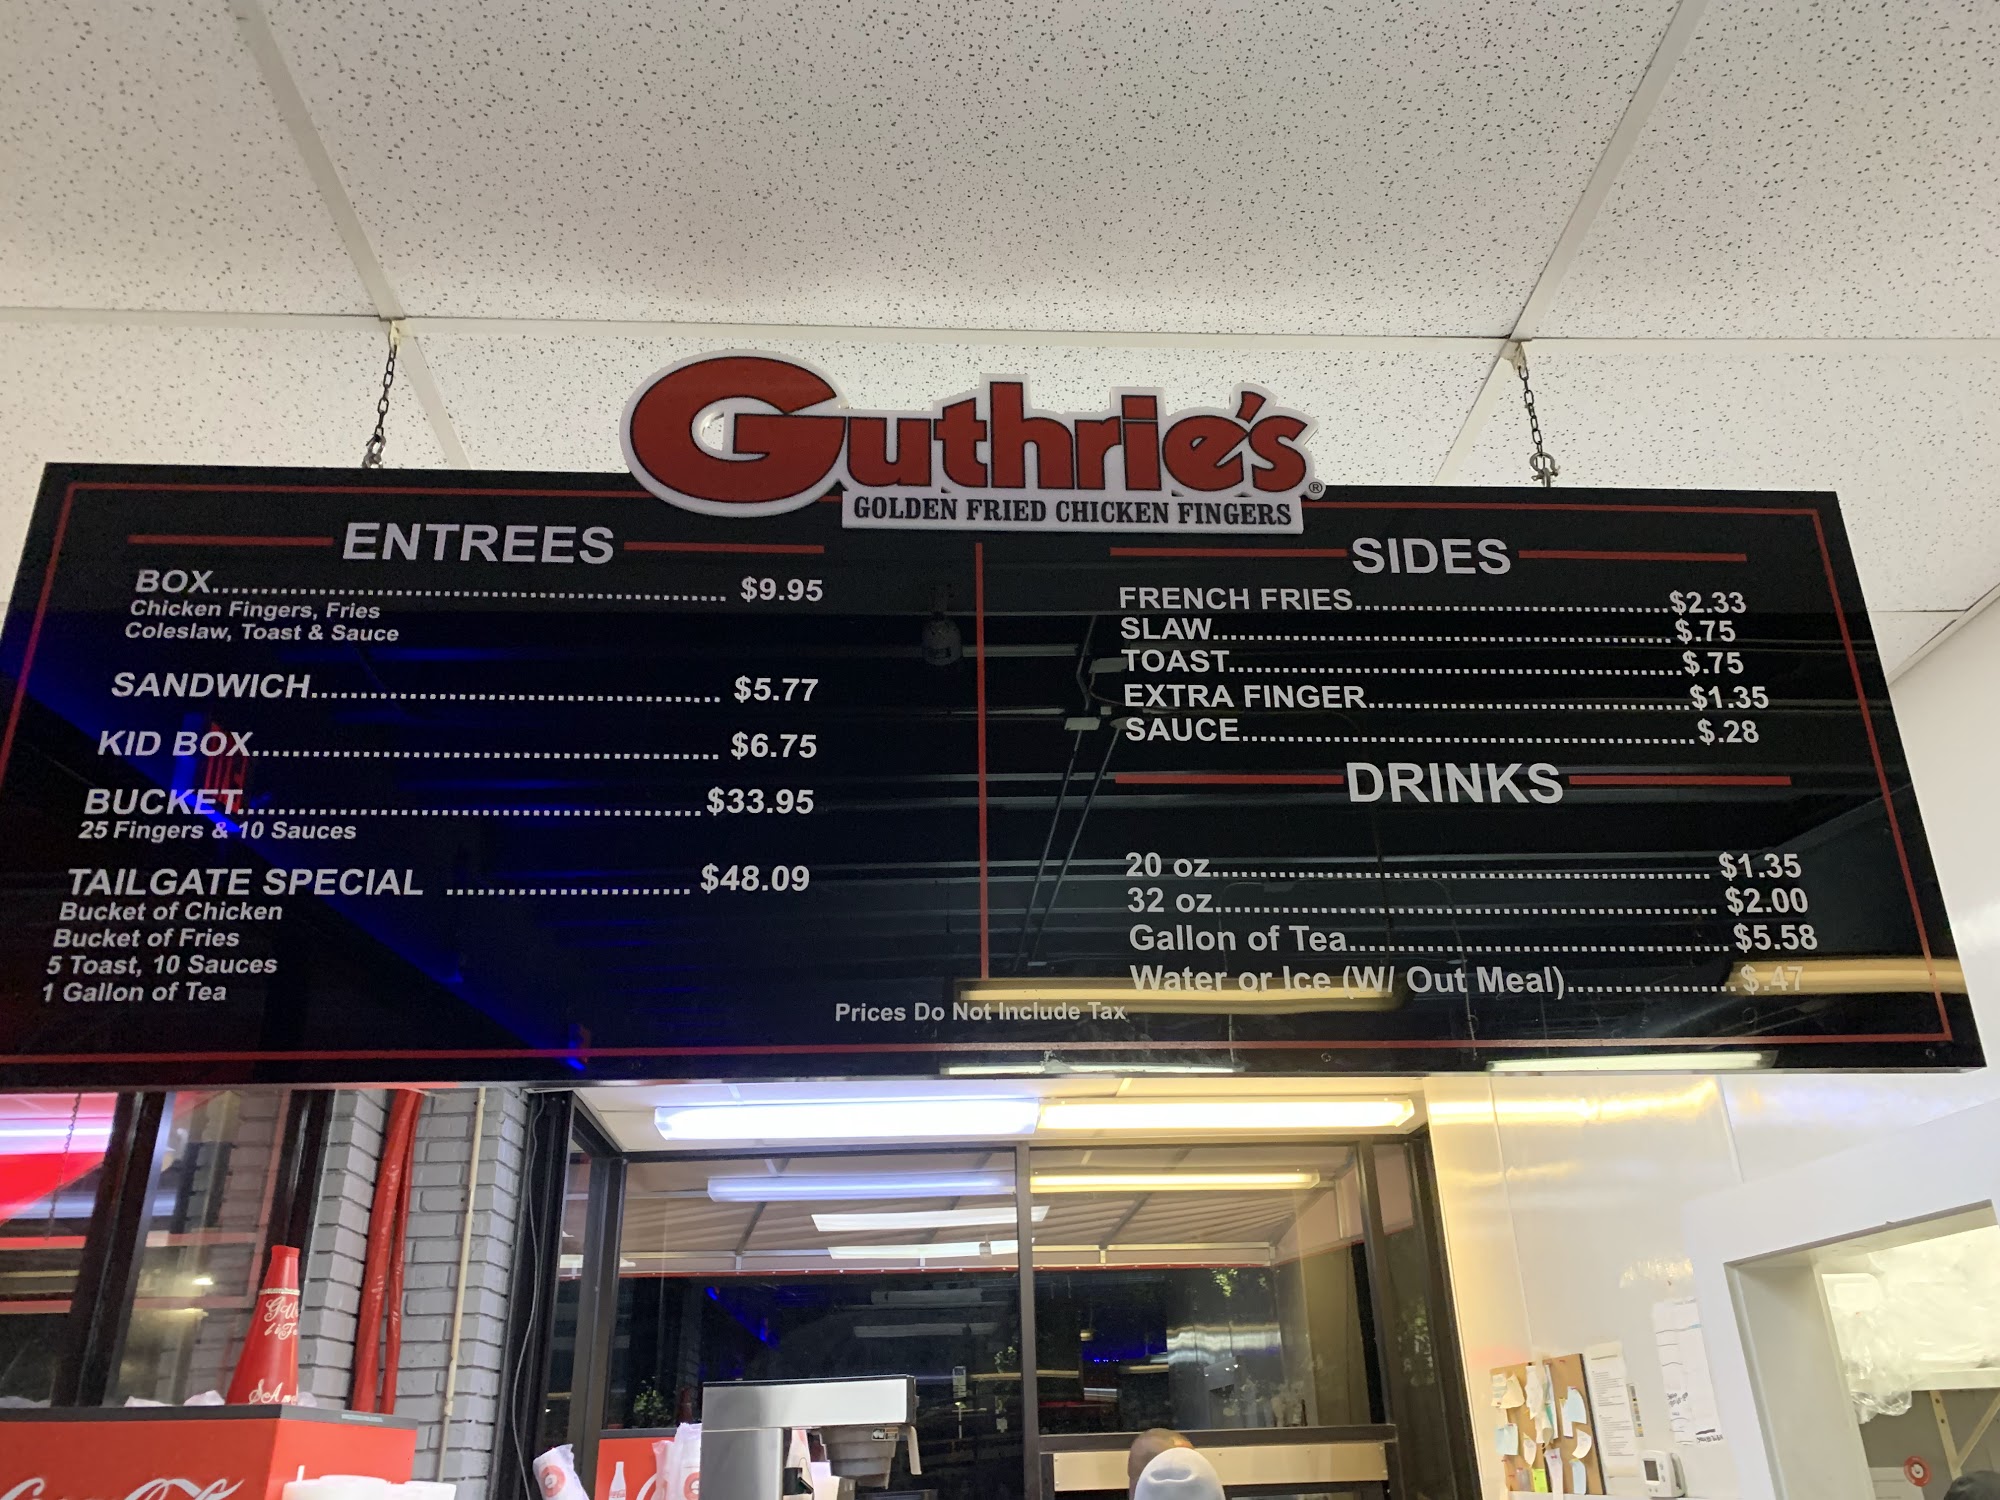 Guthrie's®
GOLDEN FRIED CHICKEN FINGERS
ENTREES
BOX................................................ $9.95
Chicken Fingers, Fries
Coleslaw, Toast & Sauce
SANDWICH...................................... $5.77
KID BOX............................................ $6.75
BUCKET...........................................$33.95
25 Fingers & 10 Sauces
TAILGATE SPECIAL ........................ $48.09
Bucket of Chicken
Bucket of Fries
5 Toast, 10 Sauces
1 Gallon of Tea
SIDES
FRENCH FRIES..................................$2.33
SLAW..................................................$.75
TOAST.................................................$.75
EXTRA FINGER...................................$1.35
SAUCE.................................................$.28
DRINKS
20 oz...................................................... $1.35
32 oz...................................................... $2.00
Gallon of Tea.........................................$5.58
Water or Ice (W/ Out Meal)..................$.47
Prices Do Not Include Tax